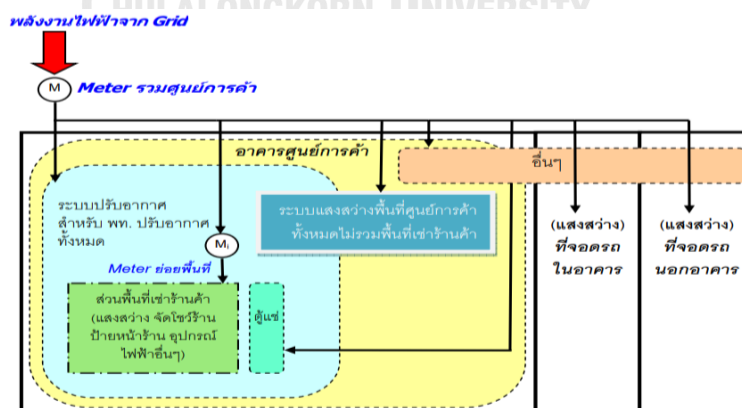 CHULALONGKORN UNIVERSITY
พลังงานไฟฟ้าจาก Grid
M
Meter รวมศูนย์การค้า
อาคารศูนย์การค้า
อื่นๆ
ระบบปรับอากาศ
สำหรับ พท. ปรับอากาศ
ทั้งหมด
ระบบแสงสว่างพื้นที่ศูนย์การค้า
ทั้งหมดไม่รวมพื้นที่เช่าร้านค้า
(แสงสว่าง)
ที่จอดรถ
ในอาคาร
(แสงสว่าง)
ที่จอดรถ
นอกอาคาร
Mi
Meter ย่อยพื้นที่
ส่วนพื้นที่เช่าร้านค้า
(แสงสว่าง จัดโชว์ร้าน
ป้ายหน้าร้าน อุปกรณ์
ไฟฟ้าอื่นๆ)
ตู้แช่